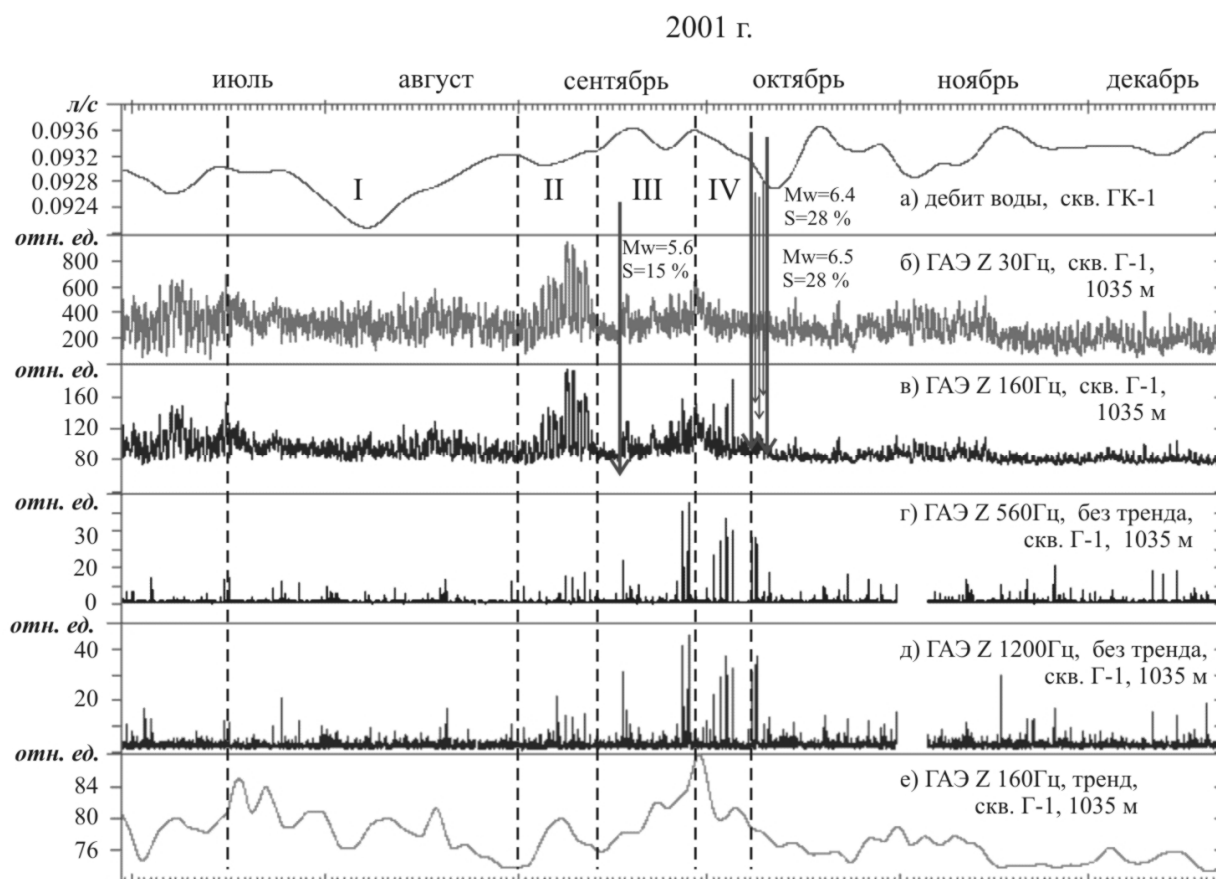 2001 г.
июль август сентябрь октябрь ноябрь декабрь
л/с
0.0936
0.0932
0.0928
0.0924
I II III IV
Mw=6.4
S=28 %
а) дебит воды, скв. ГК-1
отн. ед.
800
600
400
200
Mw=5.6
S=15 %
Mw=6.5
S=28 %
б) ГАЭ Z 30Гц, скв. Г-1,
1035 м
отн. ед.
160
120
80
в) ГАЭ Z 160Гц, скв. Г-1,
1035 м
30
20
0
г) ГАЭ Z 560Гц, без тренда,
скв. Г-1, 1035 м
отн. ед.
40
20
д) ГАЭ Z 1200Гц, без тренда,
скв. Г-1, 1035 м
отн. ед.
84
80
76
е) ГАЭ Z 160Гц, тренд,
скв. Г-1, 1035 м